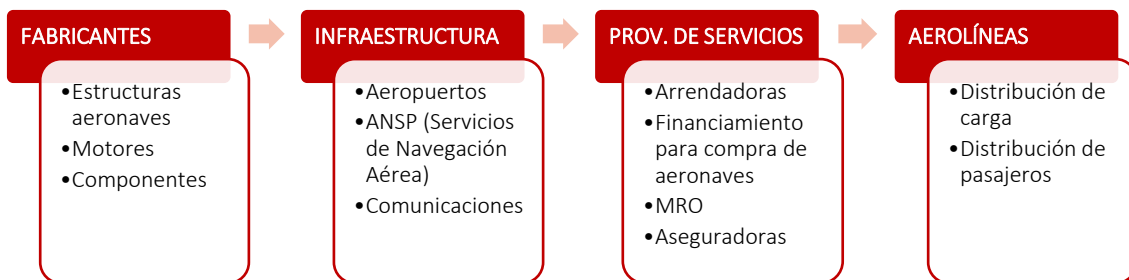 FABRICANTES
•Estructuras
aeronaves
•Motores
•Componentes
INFRAESTRUCTURA
•Aeropuertos
•ANSP (Servicios
de Navegación
Aérea)
•Comunicaciones
PROV. DE SERVICIOS
•Arrendadoras
•Financiamiento
para compra de
aeronaves
•MRO
•Aseguradoras
AEROLÍNEAS
•Distribución de
carga
•Distribución de
pasajeros